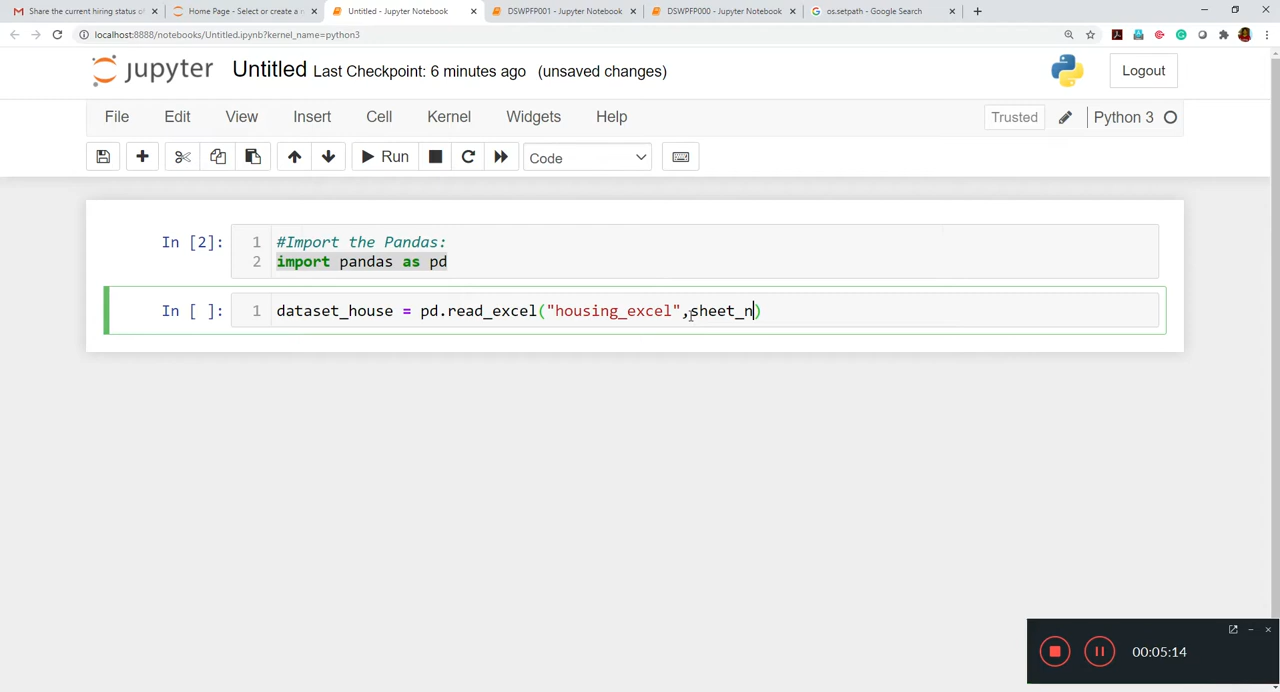 Share the current hiring status of
Home Page - Select or create a n
Untitled - Jupyter Notebook
DSWPFP001 - Jupyter Notebook
DSWPFP000 - Jupyter Notebook
os.setpath - Google Search
localhost:8888/notebooks/Untitled.ipynb?kernel_name=python3
jupyter Untitled Last Checkpoint: 6 minutes ago (unsaved changes)
Logout
File Edit View Insert Cell Kernel Widgets Help
Trusted
Python 3
Run
Code
In [2]: 1 #Import the Pandas:
2 import pandas as pd
In [ ]: 1 dataset_house = pd.read_excel("housing_excel",sheet_n)
00:05:14